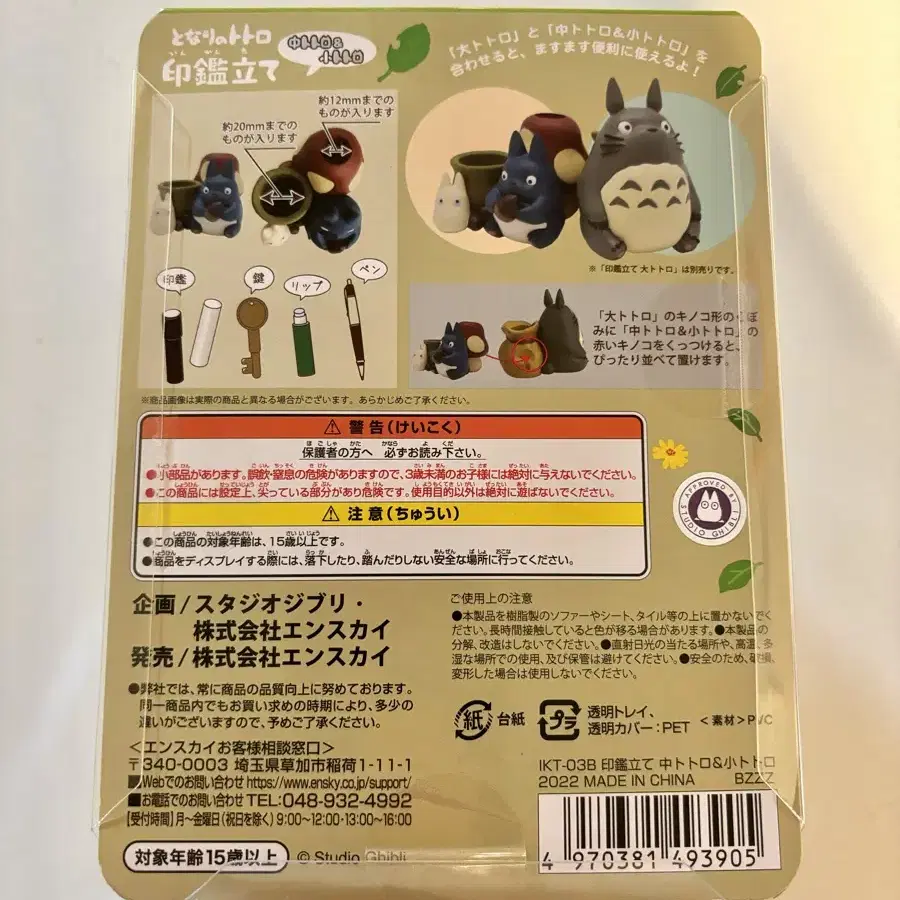 となりのトトロ
いんかんた
印鑑立て
中トトロ&
小トトロ
「大トトロ」と「中トトロ&小トトロ」を
合わせると、ますます便利に使えるよ!
約12mmまでの
ものが入ります
約20mmまでの
ものが入ります
※「印鑑立て 大トトロ」は別売りです。
印鑑
鍵
リップ
ペン
「大トトロ」のキノコ形のくぼ
みに「中トトロ&小トトロ」の
赤いキノコをくっつけると、
ぴったり並べて置けます。
※商品画像は実際の商品と異なる場合がございます。あらかじめご了承ください。
⚠警告(けいこく)
保護者の方へ 必ずお読み下さい。
●小部品があります。誤飲・窒息の危険がありますので、3歳未満のお子様には絶対に与えないでください。
●この商品には設定上、尖っている部分があり危険です。使用目的以外は絶対に遊ばないでください。
⚠注意(ちゅうい)
●この商品の対象年齢は、15歳以上です。
●商品をディスプレイする際には、落下したり、踏んだりしない安全な場所に行ってください。
APPROVED BY
STUDIO GHIBLI
企画/スタジオジブリ・
株式会社エンスカイ
発売/株式会社エンスカイ
●弊社では、常に商品の品質向上に努めております。
同一商品内でもお買い求めの時期により、多少の
違いがございますので、予めご了承ください。
<エンスカイお客様相談窓口>
〒340-0003 埼玉県草加市稲荷1-11-1
■Webでのお問い合わせ https://www.ensky.co.jp/support/
■お電話でのお問い合わせ TEL:048-932-4992
【受付時間】月~金曜日(祝日を除く) 9:00~12:00・13:00~16:00
対象年齢15歳以上
© Studio Ghibli
ご使用上の注意
●本製品を樹脂製のソファーやシート、タイル等の上に置かないでく
ださい。長時間接触していると色が移る場合があります。●本製品の
分解、改造はしないでください。●直射日光の当たる場所や、高温、多
湿な場所での使用、及び保管は避けてください。●安全のため、破損、
変形した場合は使用しないでください。
紙 台紙
プラ 透明トレイ、
透明カバー:PET <素材>PVC
IKT-03B 印鑑立て 中トトロ&小トトロ
2022 MADE IN CHINA BZZZ
4 970381 493905